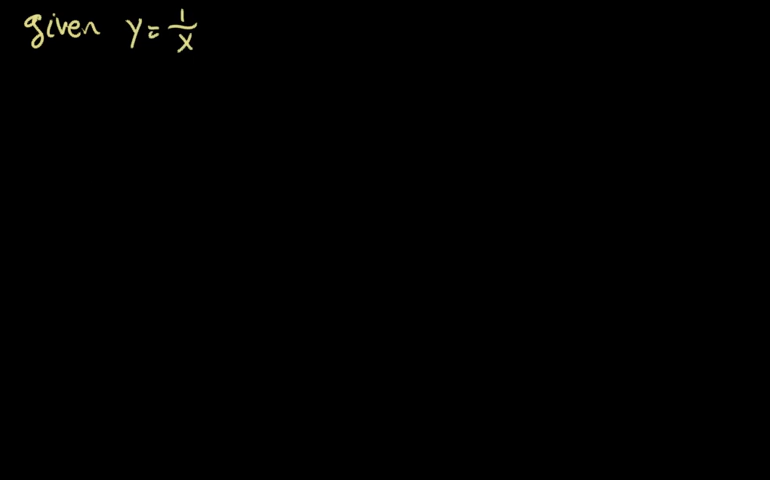 given y = 1/x